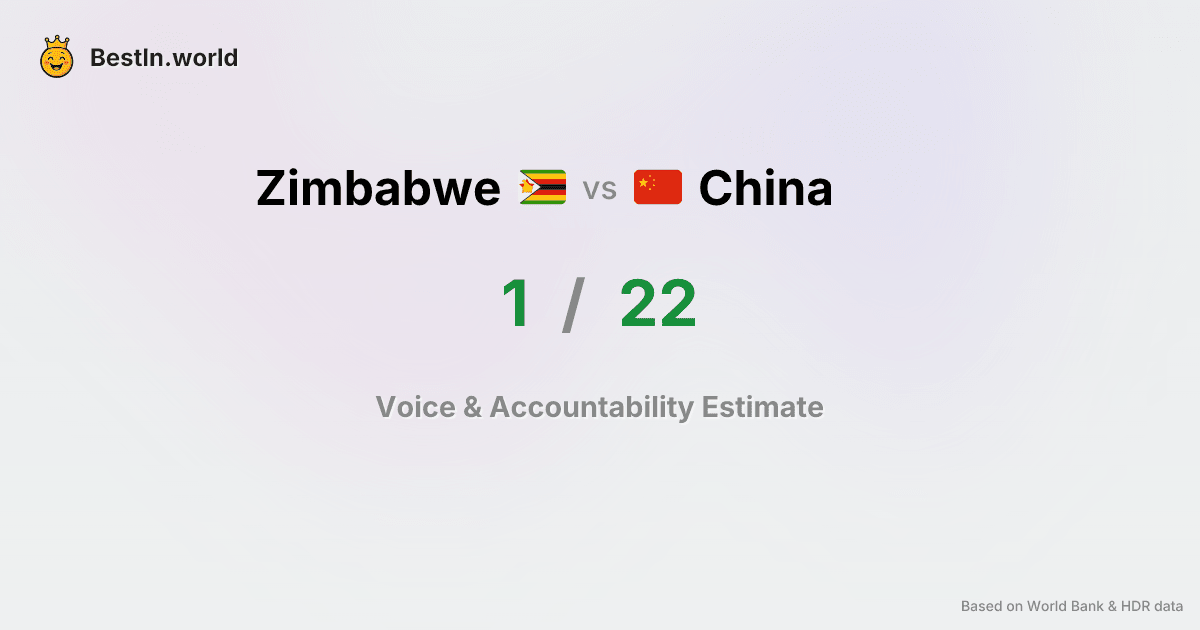 BestIn.world
Zimbabwe vs China
1 / 22
Voice & Accountability Estimate
Based on World Bank & HDR data